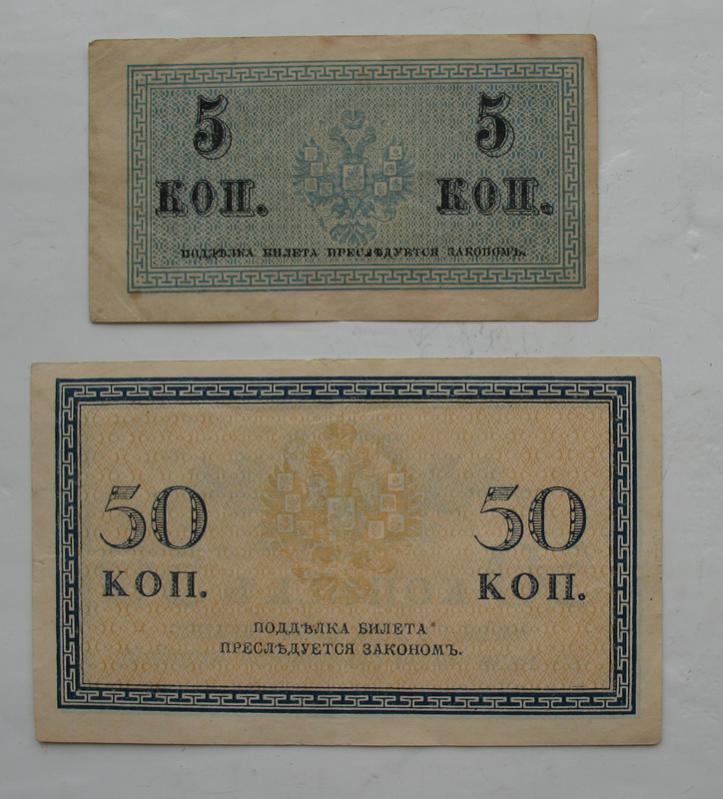 5 5
КОП. КОП.
ПОДДѢЛКА БИЛЕТА ПРЕСЛѢДУЕТСЯ ЗАКОНОМЪ.
50 50
КОП. КОП.
ПОДДѢЛКА БИЛЕТА
ПРЕСЛѢДУЕТСЯ ЗАКОНОМЪ.